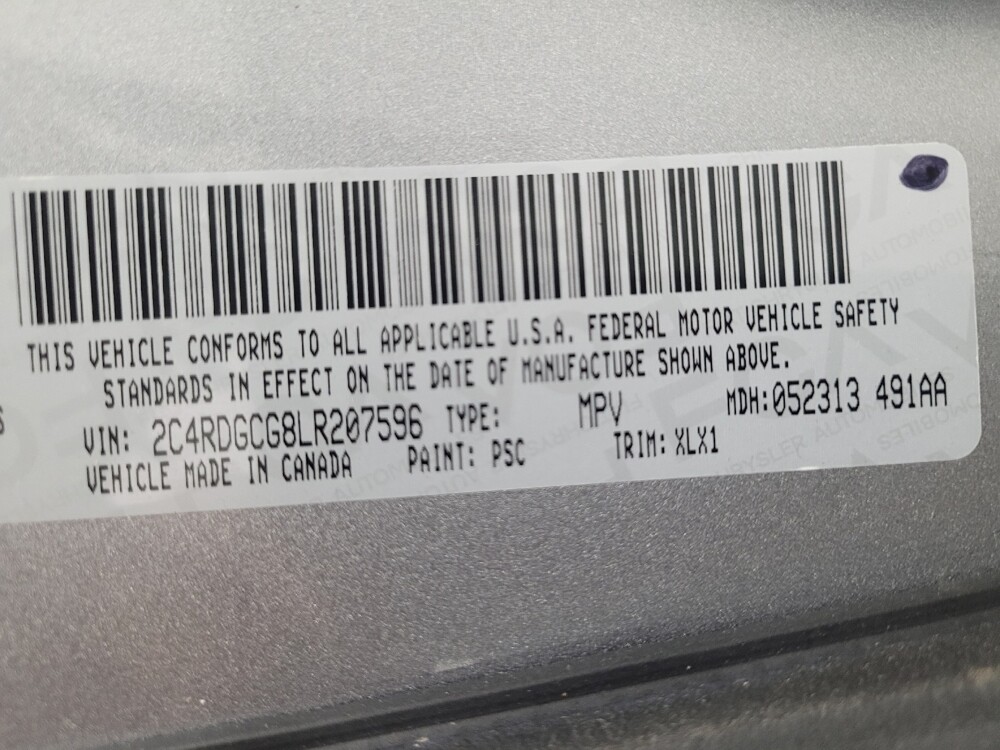 THIS VEHICLE CONFORMS TO ALL APPLICABLE U.S.A. FEDERAL MOTOR VEHICLE SAFETY
STANDARDS IN EFFECT ON THE DATE OF MANUFACTURE SHOWN ABOVE.
VIN: 2C4RDGCG8LR207596 TYPE: MPV MDH:052313 491AA
VEHICLE MADE IN CANADA PAINT: PSC TRIM: XLX1